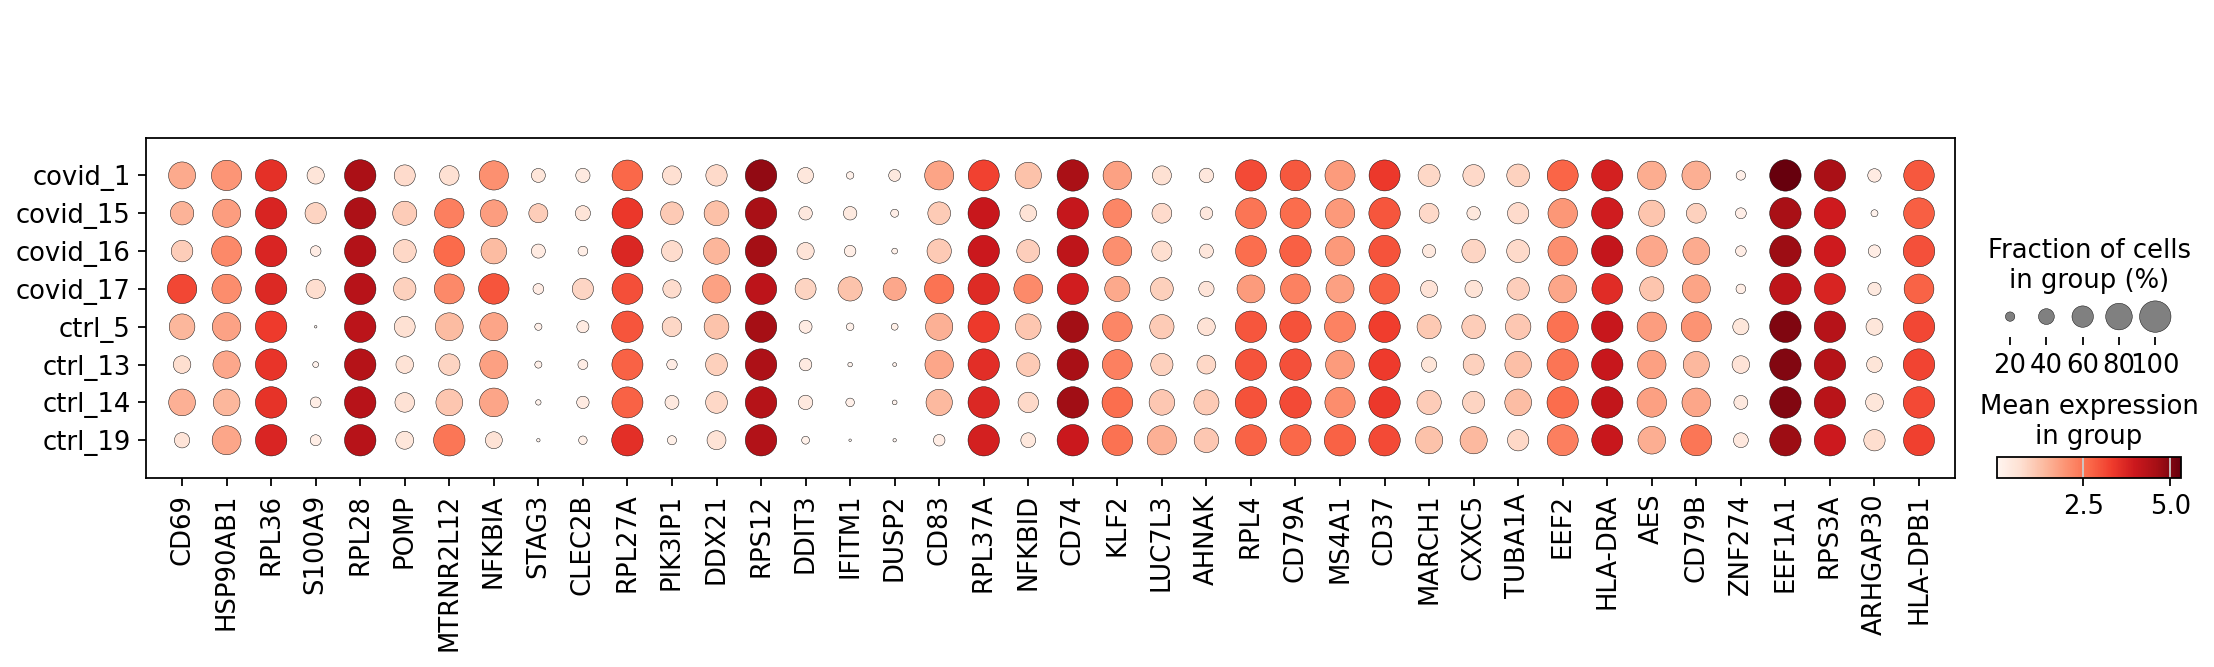 covid_1
covid_15
covid_16
covid_17
ctrl_5
ctrl_13
ctrl_14
ctrl_19
CD69
HSP90AB1
RPL36
S100A9
RPL28
POMP
MTRNR2L12
NFKBIA
STAG3
CLEC2B
RPL27A
PIK3IP1
DDX21
RPS12
DDIT3
IFITM1
DUSP2
CD83
RPL37A
NFKBID
CD74
KLF2
LUC7L3
AHNAK
RPL4
CD79A
MS4A1
CD37
MARCH1
CXXC5
TUBA1A
EEF2
HLA-DRA
AES
CD79B
ZNF274
EEF1A1
RPS3A
ARHGAP30
HLA-DPB1
Fraction of cells
in group (%)
20 40 60 80 100
Mean expression
in group
2.5 5.0